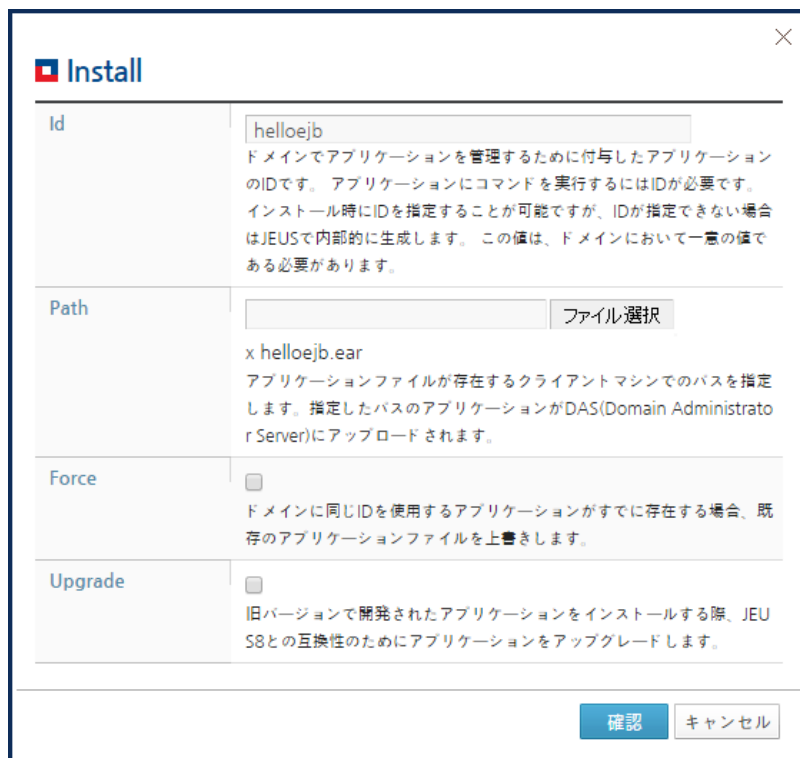 Install
Id
helloejb
ドメインでアプリケーションを管理するために付与したアプリケーション
のIDです。 アプリケーションにコマンドを実行するにはIDが必要です。
インストール時にIDを指定することが可能ですが、IDが指定できない場合
はJEUSで内部的に生成します。 この値は、ドメインにおいて一意の値で
ある必要があります。
Path
ファイル選択
x helloejb.ear
アプリケーションファイルが存在するクライアントマシンでのパスを指定
します。指定したパスのアプリケーションがDAS(Domain Administrato
r Server)にアップロードされます。
Force
ドメインに同じIDを使用するアプリケーションがすでに存在する場合、既
存のアプリケーションファイルを上書きします。
Upgrade
旧バージョンで開発されたアプリケーションをインストールする際、JEU
S8との互換性のためにアプリケーションをアップグレードします。
確認
キャンセル